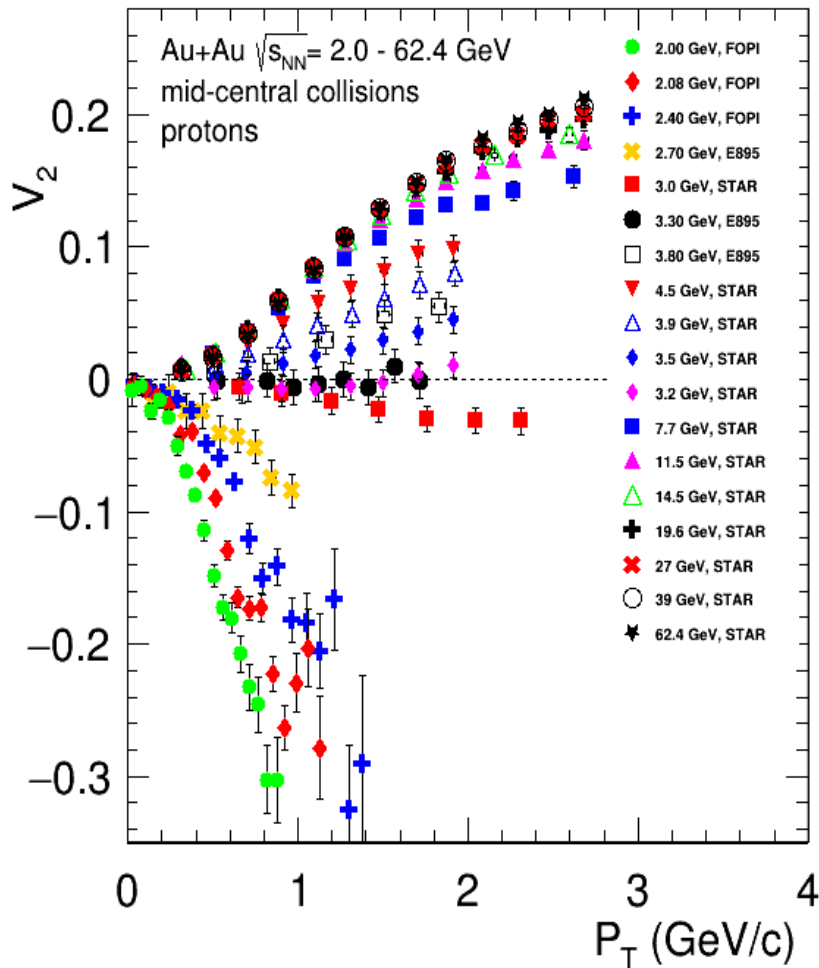 Au+Au √s_NN = 2.0 - 62.4 GeV
mid-central collisions
protons
2.00 GeV, FOPI
2.08 GeV, FOPI
2.40 GeV, FOPI
2.70 GeV, E895
3.0 GeV, STAR
3.30 GeV, E895
3.80 GeV, E895
4.5 GeV, STAR
3.9 GeV, STAR
3.5 GeV, STAR
3.2 GeV, STAR
7.7 GeV, STAR
11.5 GeV, STAR
14.5 GeV, STAR
19.6 GeV, STAR
27 GeV, STAR
39 GeV, STAR
62.4 GeV, STAR
V2
0.2
0.1
0
−0.1
−0.2
−0.3
0 1 2 3 4
P_T (GeV/c)